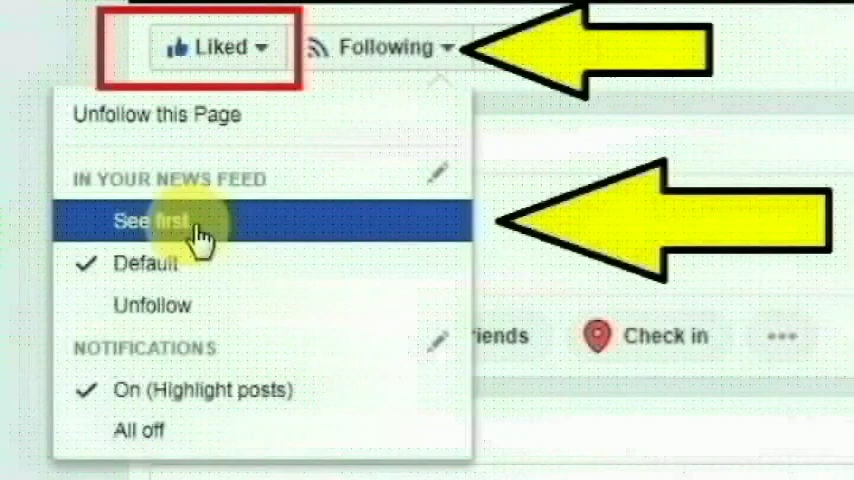 Liked Following
Unfollow this Page
IN YOUR NEWS FEED
See first
Default
Unfollow
riends Check in
NOTIFICATIONS
On (Highlight posts)
All off